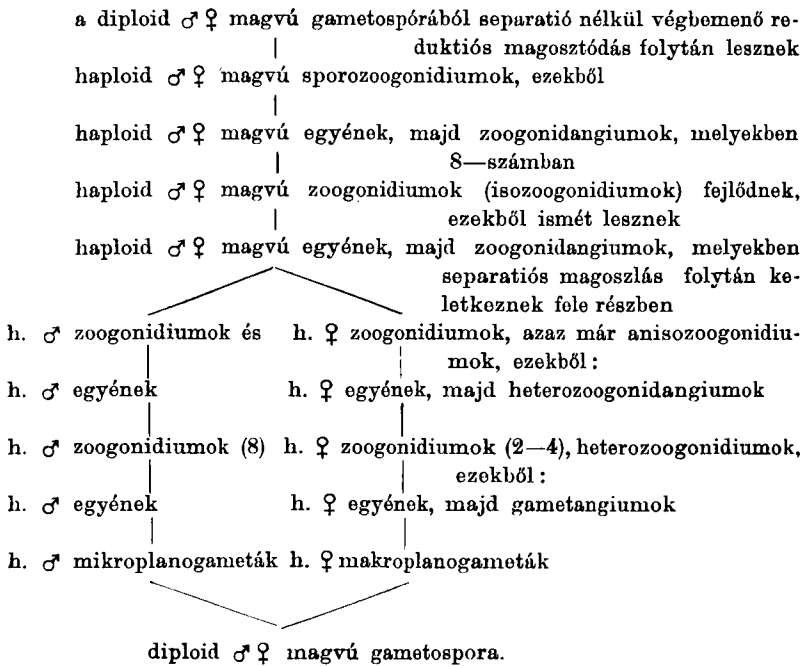 a diploid ♂♀ magvú gametospórából separatió nélkül végbemenő re-
duktiós magosztódás folytán lesznek
haploid ♂♀ magvú sporozoogonidiumok, ezekből
haploid ♂♀ magvú egyének, majd zoogonidangiumok, melyekben
8—számban
haploid ♂♀ magvú zoogonidiumok (isozoogonidiumok) fejlődnek,
ezekből ismét lesznek
haploid ♂♀ magvú egyének, majd zoogonidangiumok, melyekben
separatiós magoszlás folytán ke-
letkeznek fele részben
h. ♂ zoogonidiumok és h. ♀ zoogonidiumok, azaz már anisozoogonidiu-
mok, ezekből:
h. ♂ egyének h. ♀ egyének, majd heterozoogonidangiumok
h. ♂ zoogonidiumok (8) h. ♀ zoogonidiumok (2—4), heterozoogonidiumok,
ezekből:
h. ♂ egyének h. ♀ egyének, majd gametangiumok
h. ♂ mikroplanogameták h. ♀ makroplanogameták
diploid ♂♀ magvú gametospora.